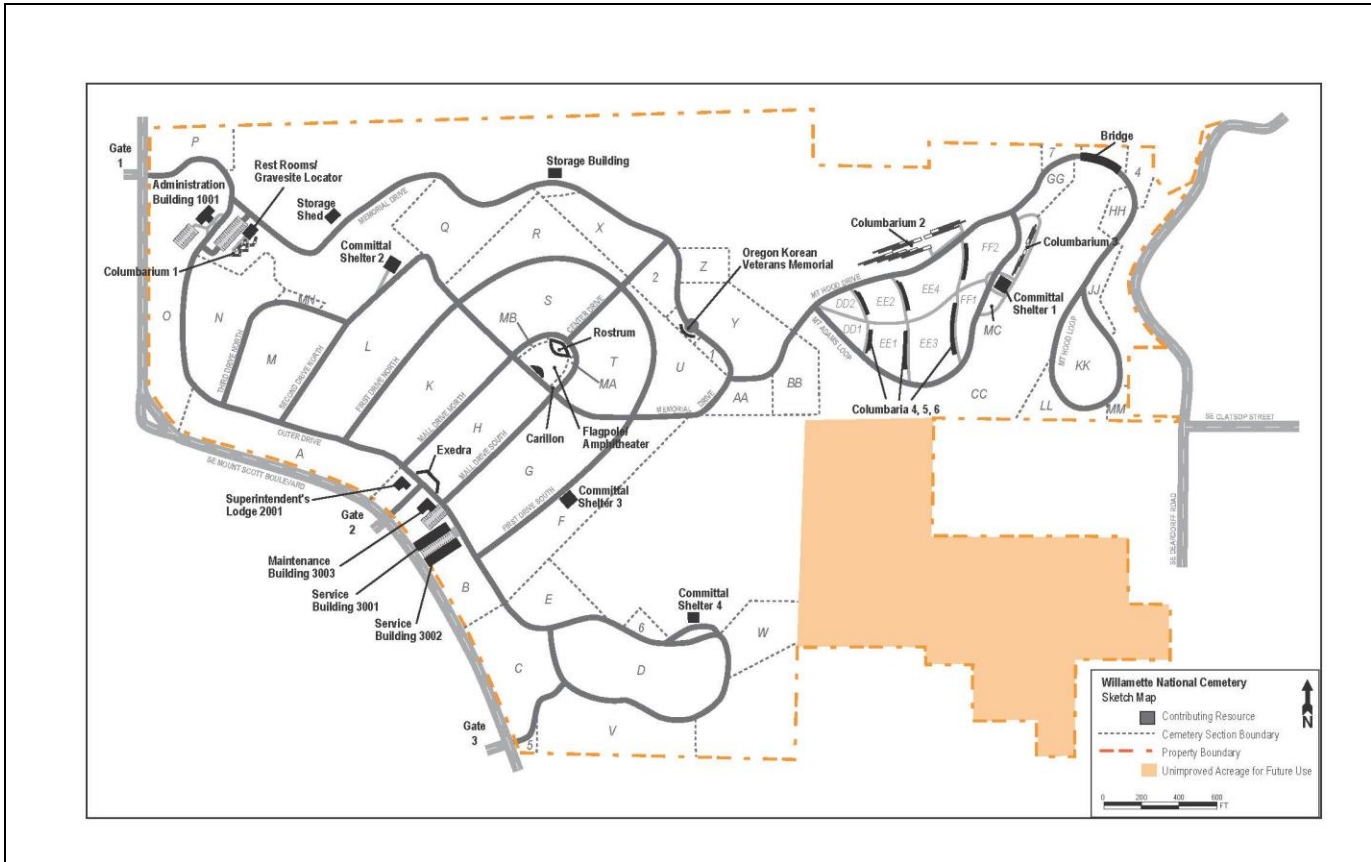 P
Gate
1
Rest Rooms/
Gravesite Locator
Administration
Building 1001
Storage
Shed
MEMORIAL DRIVE
Storage Building
Columbarium 1
Committal
Shelter 2
Q
R
X
2
Z
Oregon Korean
Veterans Memorial
Y
1
U
AA
BB
O
N
MH
M
L
K
S
T
MB
MA
H
G
F
THIRD DRIVE NORTH
SECOND DRIVE NORTH
FIRST DRIVE NORTH
MALL DRIVE NORTH
MALL DRIVE SOUTH
FIRST DRIVE SOUTH
CENTER DRIVE
MEMORIAL DRIVE
OUTER DRIVE
SE MOUNT SCOTT BOULEVARD
A
Rostrum
Carillon
Flagpole/
Amphitheater
Exedra
Superintendent's
Lodge 2001
Gate
2
Maintenance
Building 3003
Service
Building 3001
Service
Building 3002
Committal
Shelter 3
B
E
6
Committal
Shelter 4
W
C
D
V
5
Gate
3
Bridge
7
GG
4
HH
Columbarium 2
Columbarium 3
FF2
MT HOOD DRIVE
DD2
EE2
EE4
FF1
Committal
Shelter 1
MC
DD1
EE1
EE3
MT ADAMS LOOP
Columbaria 4, 5, 6
CC
JJ
MT HOOD LOOP
KK
LL
MM
SE CLATSOP STREET
SE DEARDORFF ROAD
Willamette National Cemetery
Sketch Map
N
Contributing Resource
Cemetery Section Boundary
Property Boundary
Unimproved Acreage for Future Use
0 200 400 600
FT